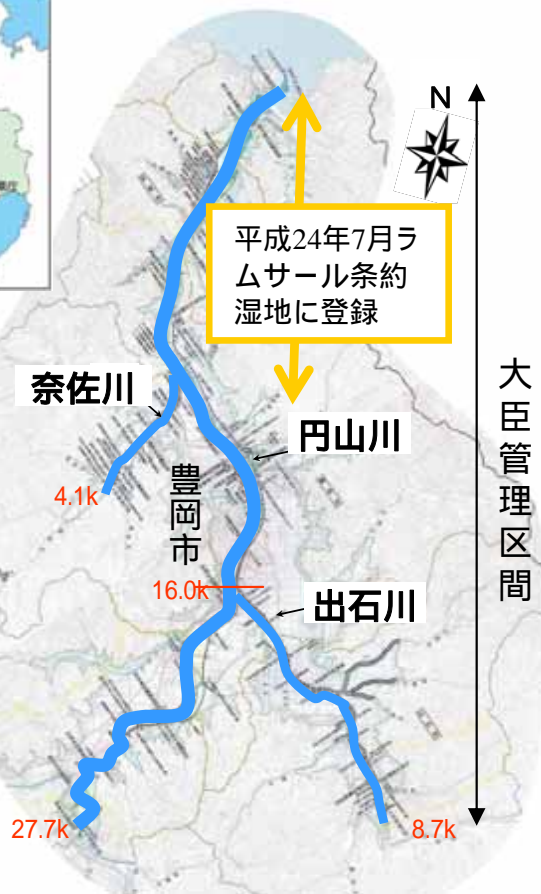 N
平成24年7月ラ
ムサール条約
湿地に登録
大臣管理区間
奈佐川
円山川
4.1k
豊岡市
16.0k
出石川
27.7k
8.7k